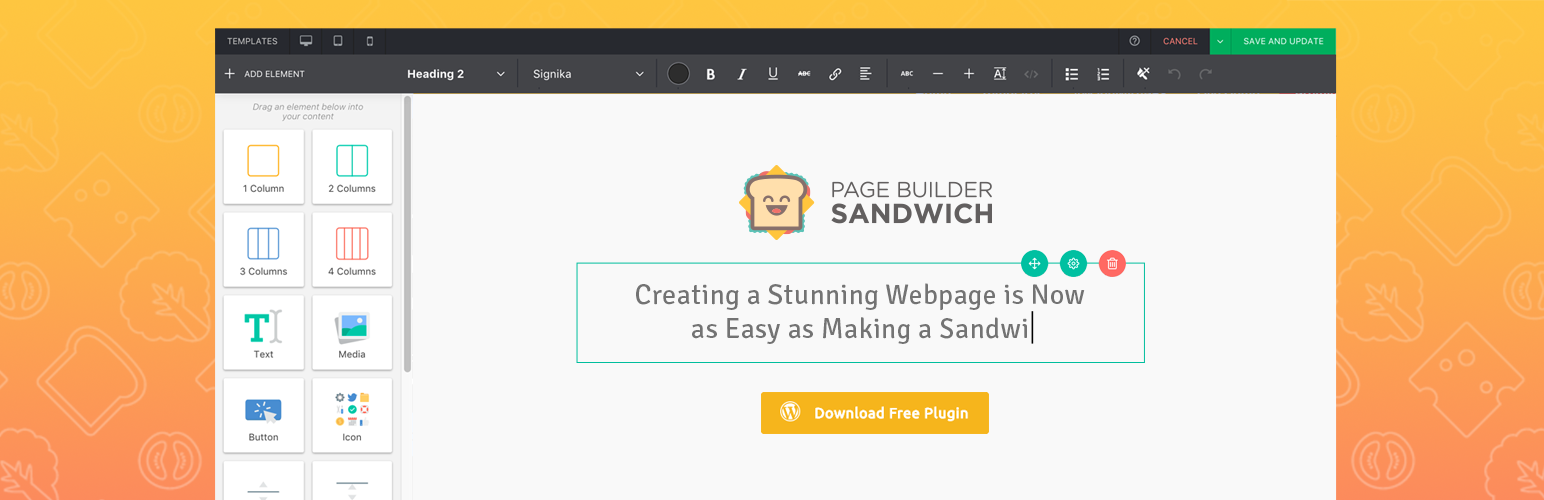 TEMPLATES
CANCEL
SAVE AND UPDATE
ADD ELEMENT
Heading 2
Signika
B
I
U
ABC
ABC
AI
Drag an element below into
your content
1 Column
2 Columns
3 Columns
4 Columns
Text
Media
Button
Icon
PAGE BUILDER
SANDWICH
Creating a Stunning Webpage is Now
as Easy as Making a Sandwi
Download Free Plugin